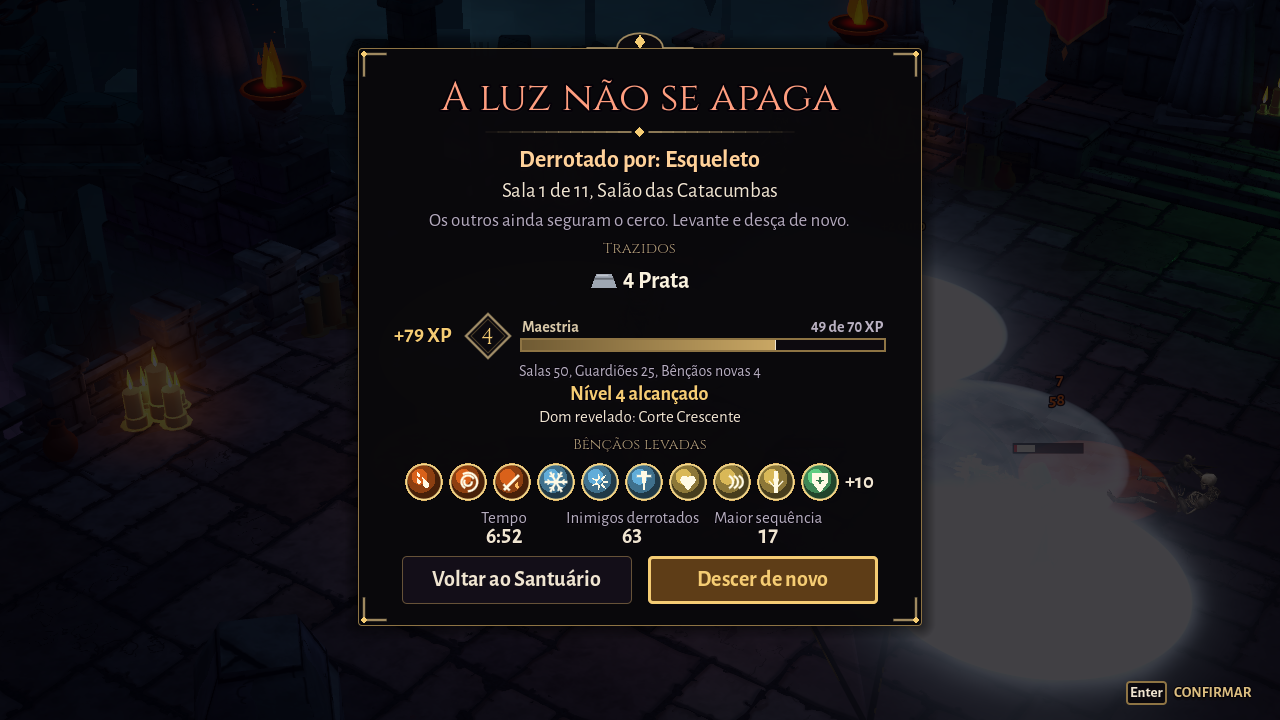 A LUZ NÃO SE APAGA
Derrotado por: Esqueleto
Sala 1 de 11, Salão das Catacumbas
Os outros ainda seguram o cerco. Levante e desça de novo.
TRAZIDOS
4 Prata
+79 XP
4
Maestria
49 de 70 XP
Salas 50, Guardiões 25, Bênçãos novas 4
Nível 4 alcançado
Dom revelado: Corte Crescente
BÊNÇÃOS LEVADAS
+10
Tempo
6:52
Inimigos derrotados
63
Maior sequência
17
Voltar ao Santuário
Descer de novo
7
58
Enter CONFIRMAR